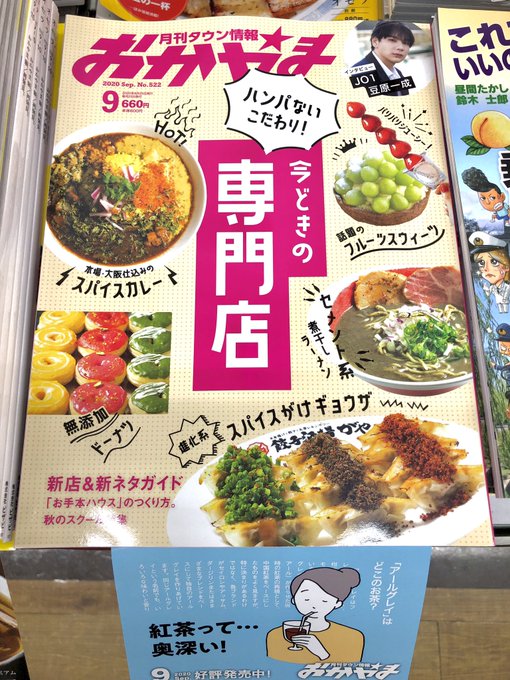 月刊タウン情報
おかやま
2020 Sep. No.522
9
660円
インタビュー
JO1
豆原一成
ハンパない
こだわり!
HOT!
パリパリジューシー!
今どきの
専門店
話題の
フルーツスウィーツ
本場・大阪仕込みの
スパイスカレー
セメント系
煮干しラーメン
無添加
ドーナツ
進化系
スパイスがけギョウザ
新店&新ネタガイド
「お手本ハウス」のつくり方。
秋のスクール
集
これ
いいの
昼間たかし
鈴木 士郎
「アールグレイ」は
どこのお茶?
紅茶って…
奥深い!
月刊タウン情報
おかやま
9
2020
Sep.
好評発売中!